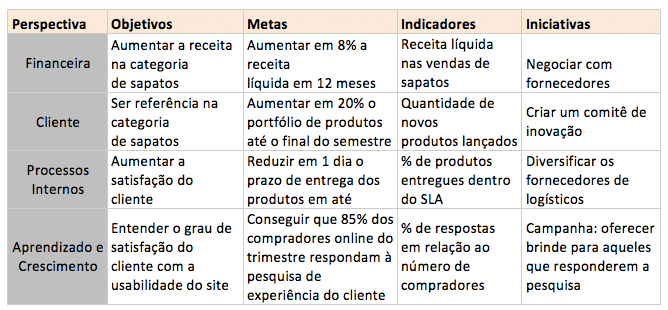 Perspectiva Objetivos Metas Indicadores Iniciativas
Financeira
Aumentar a receita
na categoria
de sapatos
Aumentar em 8% a
receita
líquida em 12 meses
Receita líquida
nas vendas de
sapatos
Negociar com
fornecedores
Cliente
Ser referência na
categoria
de sapatos
Aumentar em 20% o
portfólio de produtos
até o final do semestre
Quantidade de
novos
produtos lançados
Criar um comitê de
inovação
Processos
Internos
Aumentar a
satisfação do
cliente
Reduzir em 1 dia o
prazo de entrega dos
produtos em até
% de produtos
entregues dentro
do SLA
Diversificar os
fornecedores de
logísticos
Aprendizado e
Crescimento
Entender o grau de
satisfação do
cliente com a
usabilidade do site
Conseguir que 85% dos
compradores online do
trimestre respondam à
pesquisa de
experiência do cliente
% de respostas
em relação ao
número de
compradores
Campanha: oferecer
brinde para aqueles
que responderem a
pesquisa